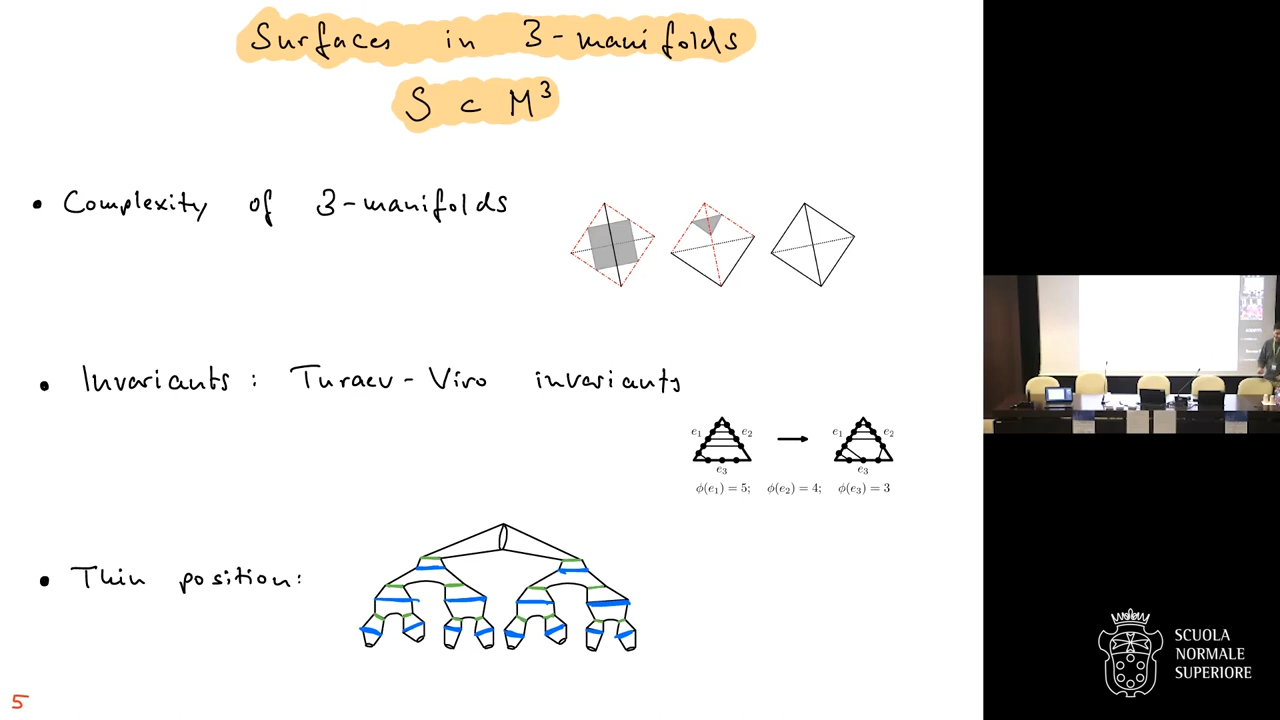 Surfaces in 3-manifolds
S ⊂ M³
• Complexity of 3-manifolds
• Invariants: Turaev-Viro invariants
e₁ e₂ e₁ e₂
e₃ e₃
ϕ(e₁) = 5; ϕ(e₂) = 4; ϕ(e₃) = 3
• Thin position:
5
SCUOLA
NORMALE
SUPERIORE